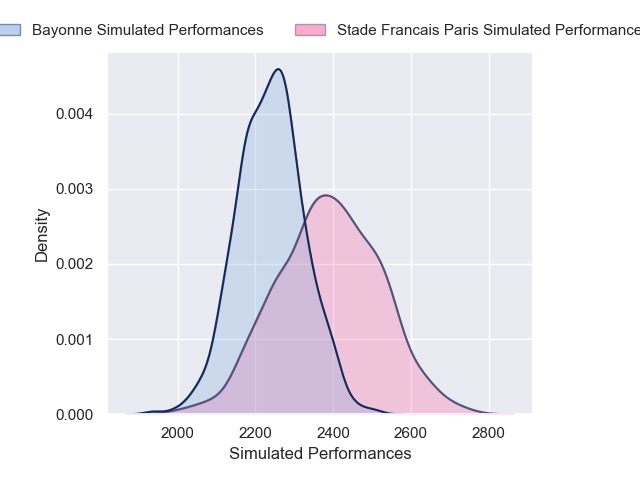 Bayonne Simulated Performances
Stade Francais Paris Simulated Performance
0.004
0.003
0.002
0.001
0.000
Density
2000 2200 2400 2600 2800
Simulated Performances